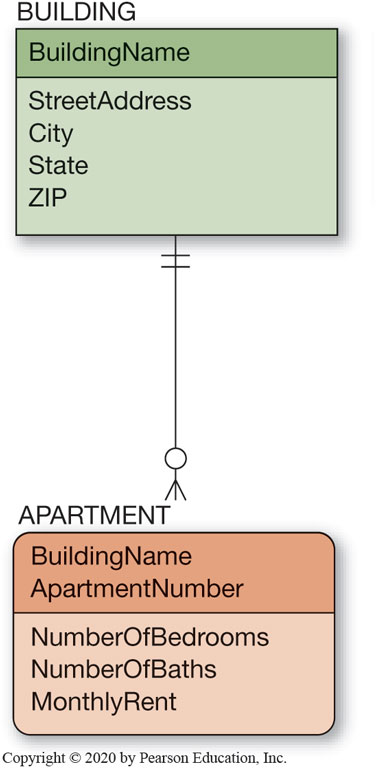 BUILDING
BuildingName
StreetAddress
City
State
ZIP
APARTMENT
BuildingName
ApartmentNumber
NumberOfBedrooms
NumberOfBaths
MonthlyRent
Copyright © 2020 by Pearson Education, Inc.